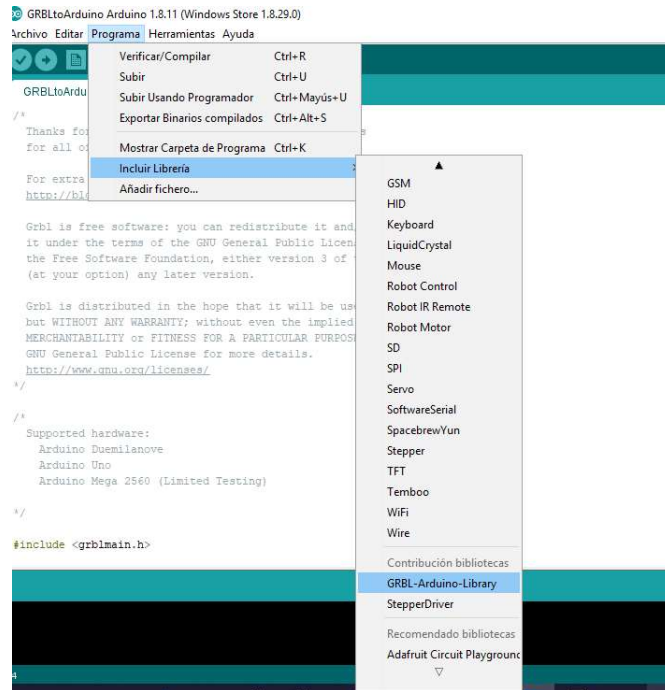 GRBLtoArduino Arduino 1.8.11 (Windows Store 1.8.29.0)
Archivo Editar Programa Herramientas Ayuda
Verificar/Compilar Ctrl+R
Subir Ctrl+U
Subir Usando Programador Ctrl+Mayús+U
Exportar Binarios compilados Ctrl+Alt+S
Mostrar Carpeta de Programa Ctrl+K
Incluir Librería
Añadir fichero...
GSM
HID
Keyboard
LiquidCrystal
Mouse
Robot Control
Robot IR Remote
Robot Motor
SD
SPI
Servo
SoftwareSerial
SpacebrewYun
Stepper
TFT
Temboo
WiFi
Wire
Contribución bibliotecas
GRBL-Arduino-Library
StepperDriver
Recomendado bibliotecas
Adafruit Circuit Playground
GRBLtoArdu
/*
Thanks for
for all o
For extra
http://blo
Grbl is free software: you can redistribute it and
it under the terms of the GNU General Public Licen
the Free Software Foundation, either version 3 of
(at your option) any later version.
Grbl is distributed in the hope that it will be us
but WITHOUT ANY WARRANTY; without even the implied
MERCHANTABILITY or FITNESS FOR A PARTICULAR PURPOS
GNU General Public License for more details.
http://www.gnu.org/licenses/
*/
/*
Supported hardware:
Arduino Duemilanove
Arduino Uno
Arduino Mega 2560 (Limited Testing)
*/
#include <grblmain.h>
4